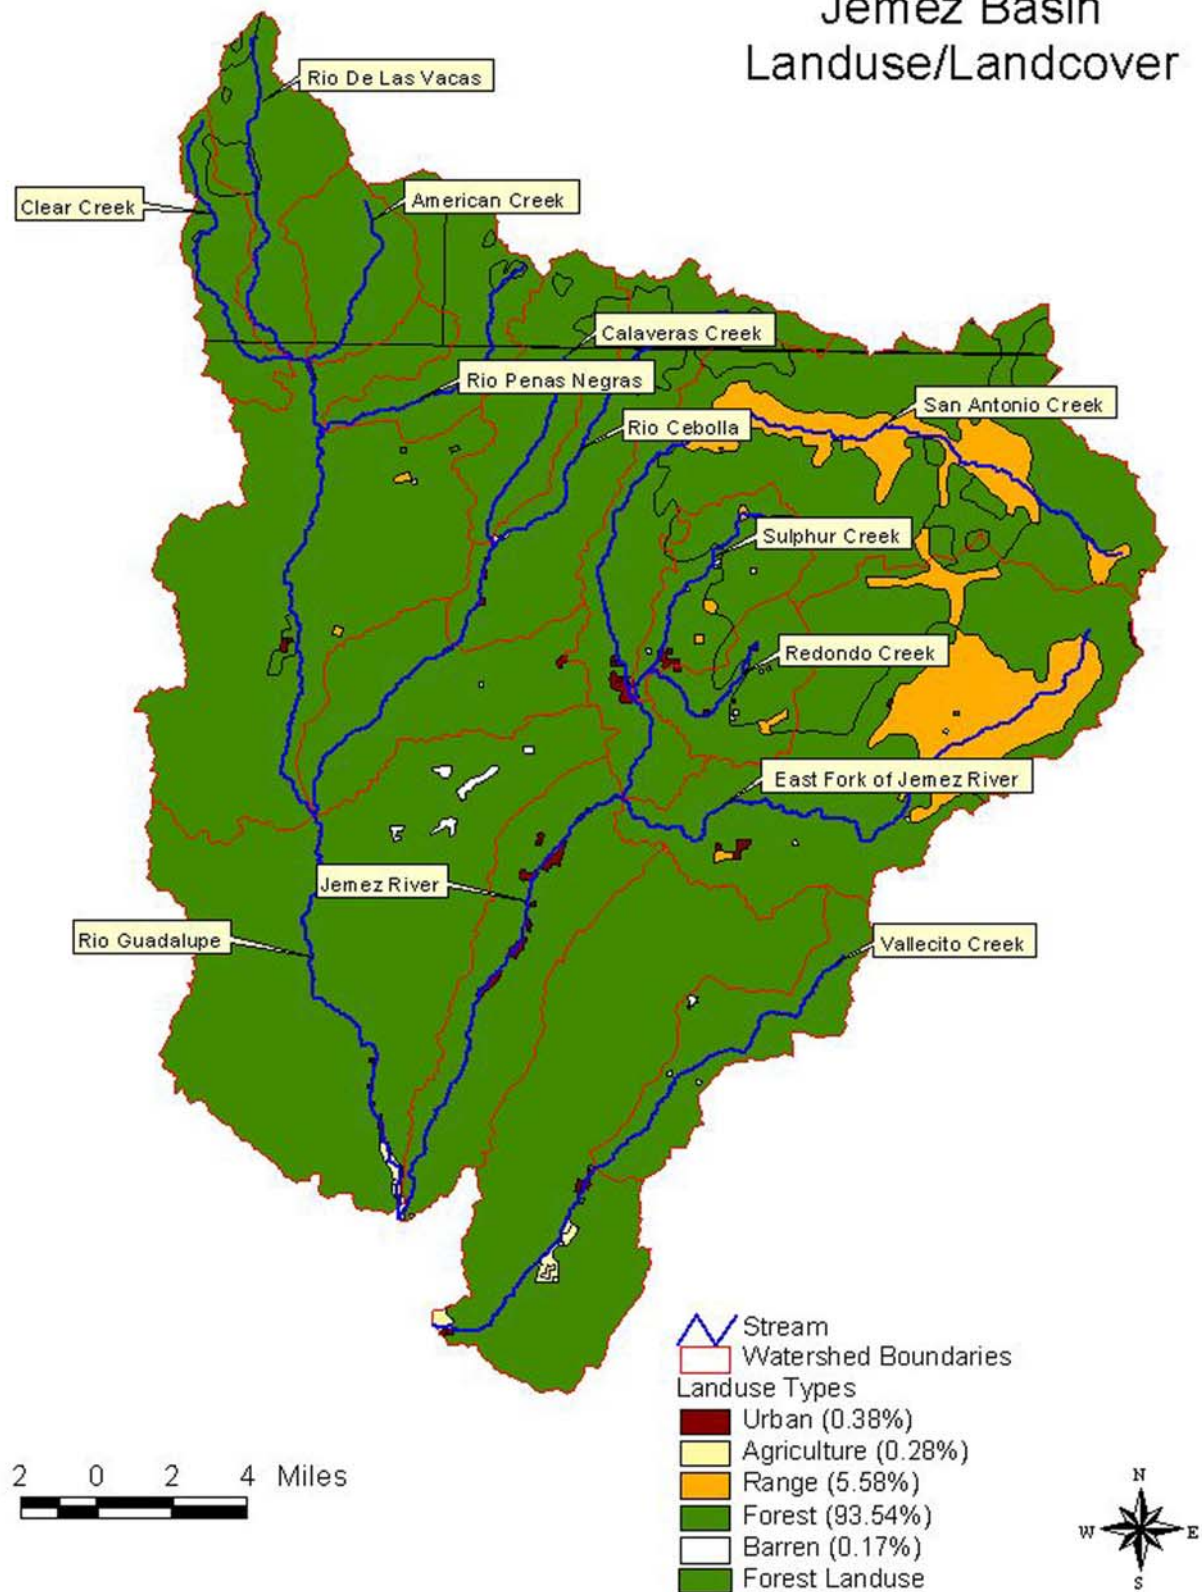 Jemez Basin
Landuse/Landcover
Rio De Las Vacas
Clear Creek
American Creek
Calaveras Creek
Rio Penas Negras
San Antonio Creek
Rio Cebolla
Sulphur Creek
Redondo Creek
East Fork of Jemez River
Jemez River
Rio Guadalupe
Vallecito Creek
Stream
Watershed Boundaries
Landuse Types
Urban (0.38%)
Agriculture (0.28%)
Range (5.58%)
Forest (93.54%)
Barren (0.17%)
Forest Landuse
2 0 2 4 Miles
N
W E
S